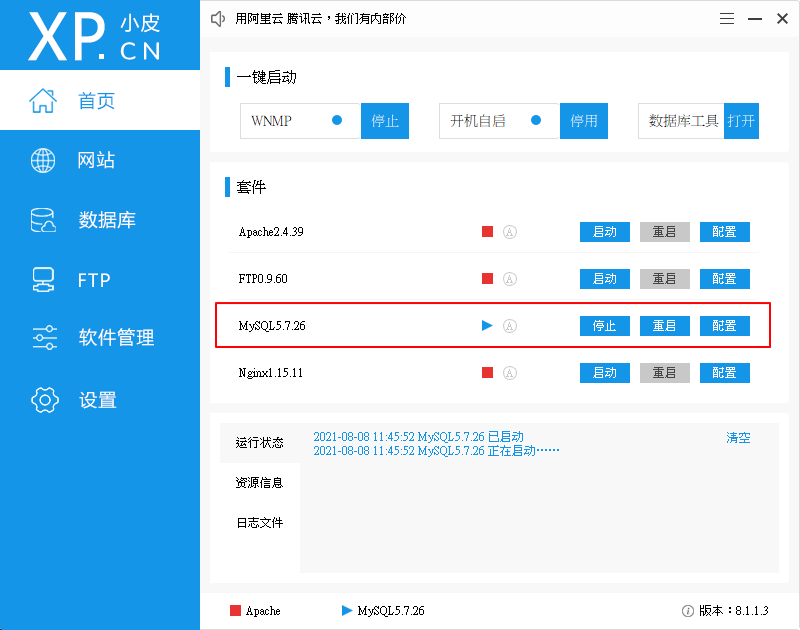 XP.CN 小皮
用阿里云 腾讯云，我们有内部价
首页
网站
数据库
FTP
软件管理
设置
一键启动
WNMP 停止
开机自启 停用
数据库工具 打开
套件
Apache2.4.39 A 启动 重启 配置
FTP0.9.60 A 启动 重启 配置
MySQL5.7.26 A 停止 重启 配置
Nginx1.15.11 A 启动 重启 配置
运行状态
资源信息
日志文件
2021-08-08 11:45:52 MySQL5.7.26 已启动
2021-08-08 11:45:52 MySQL5.7.26 正在启动……
清空
Apache
MySQL5.7.26
版本：8.1.1.3